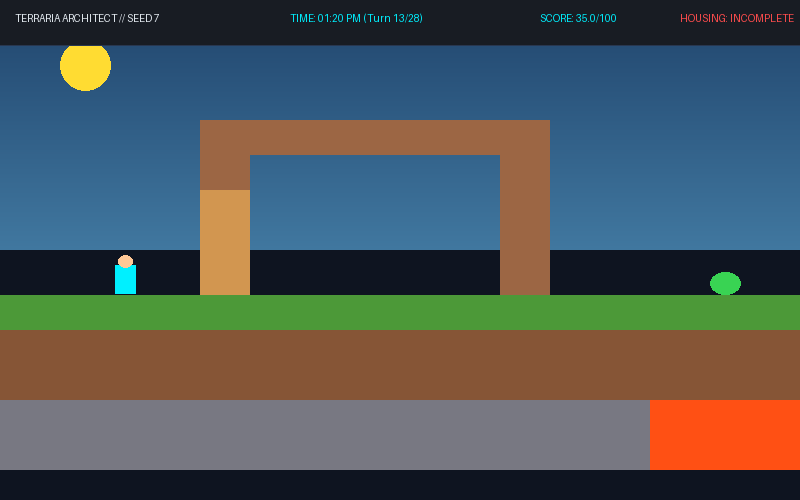 TERRARIA ARCHITECT // SEED 7
TIME: 01:20 PM (Turn 13/28)
SCORE: 35.0/100
HOUSING: INCOMPLETE